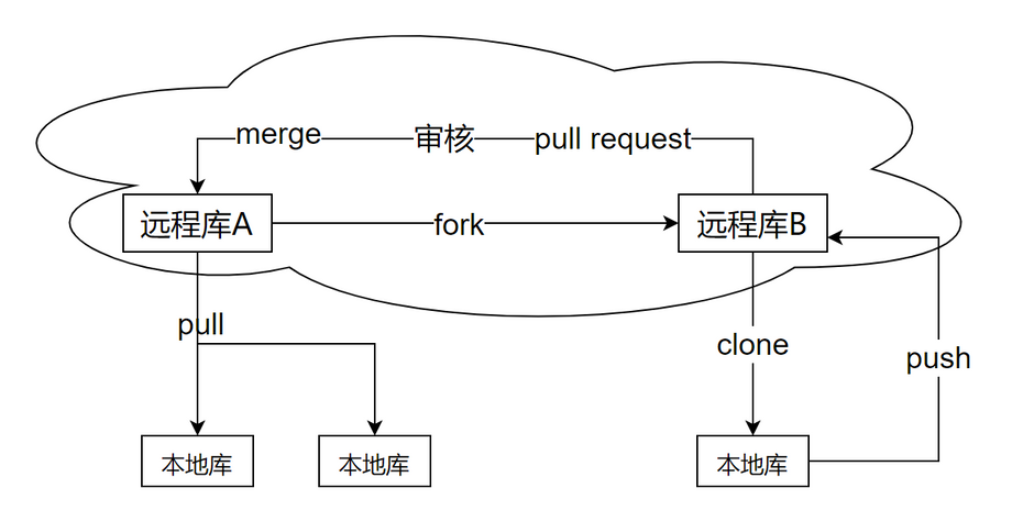 merge 审核 pull request
远程库A fork 远程库B
pull
clone
push
本地库 本地库 本地库